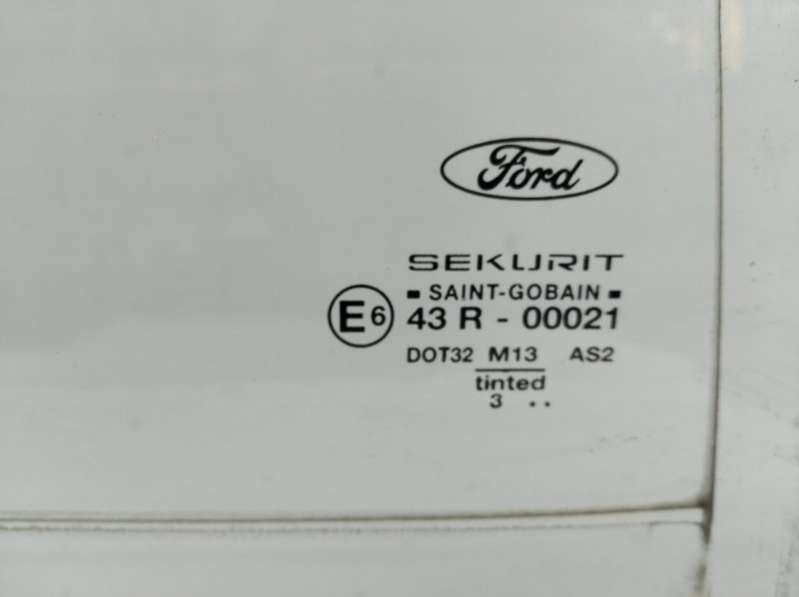 Ford
SEKURIT
SAINT-GOBAIN
E6 43 R - 00021
DOT32 M13 AS2
tinted
3 ..